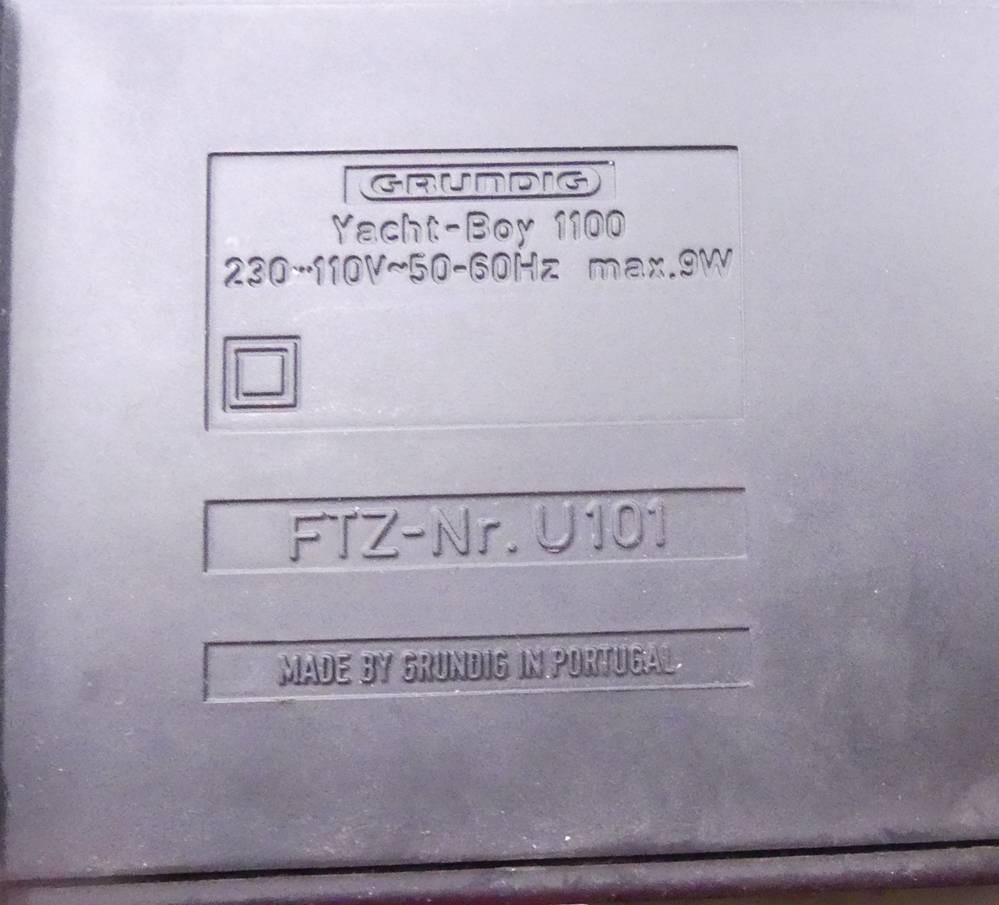 GRUNDIG
Yacht-Boy 1100
230···110V~50-60Hz max.9W
FTZ-Nr. U101
MADE BY GRUNDIG IN PORTUGAL